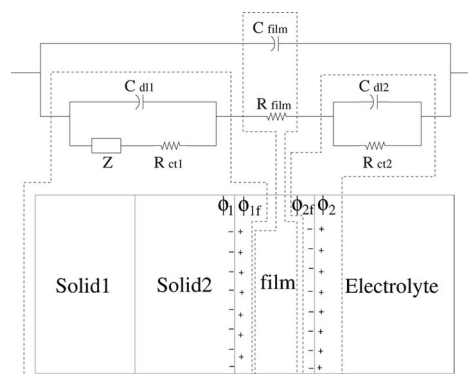 C film
C dl1
C dl2
R film
Z
R ct1
R ct2
ϕ1 ϕ1f ϕ2f ϕ2
- + - +
- + - +
- + - +
- + - +
Solid1 Solid2 film Electrolyte
- + - +
- + - +
- + - +
- + - +